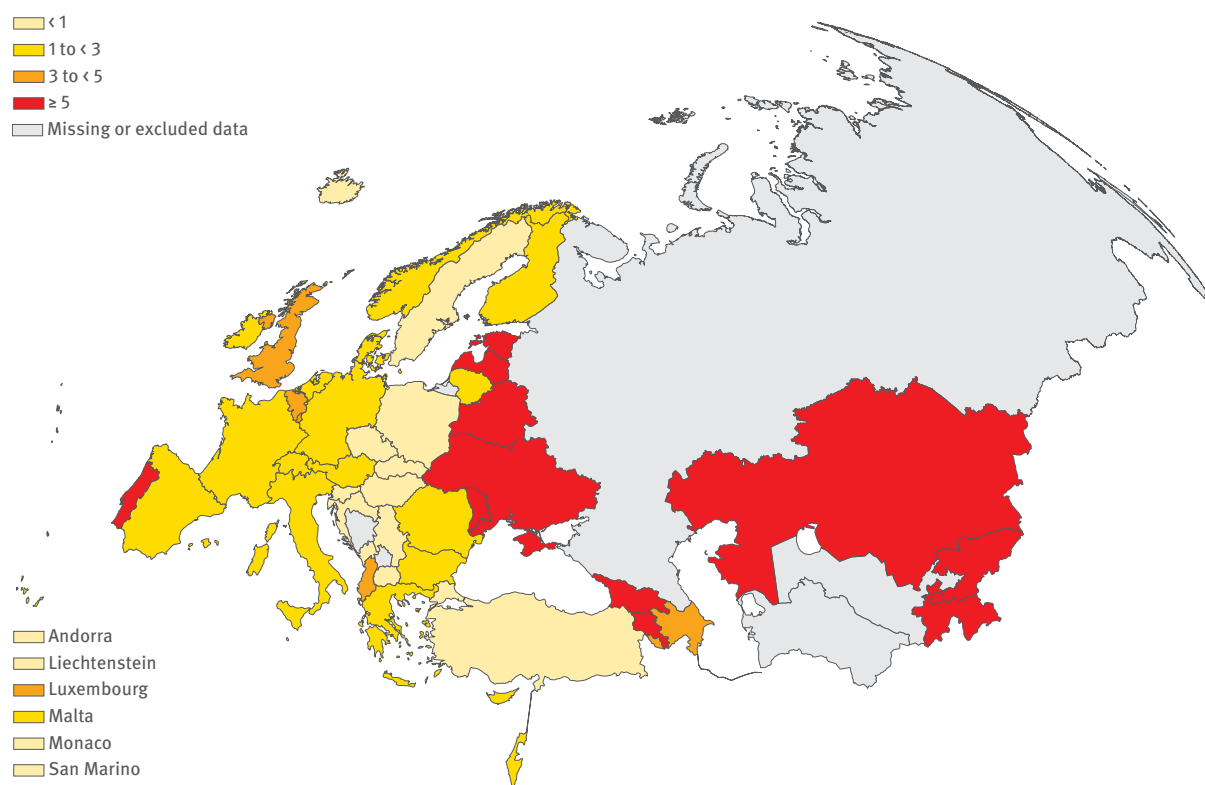 < 1
1 to < 3
3 to < 5
≥ 5
Missing or excluded data
Andorra
Liechtenstein
Luxembourg
Malta
Monaco
San Marino